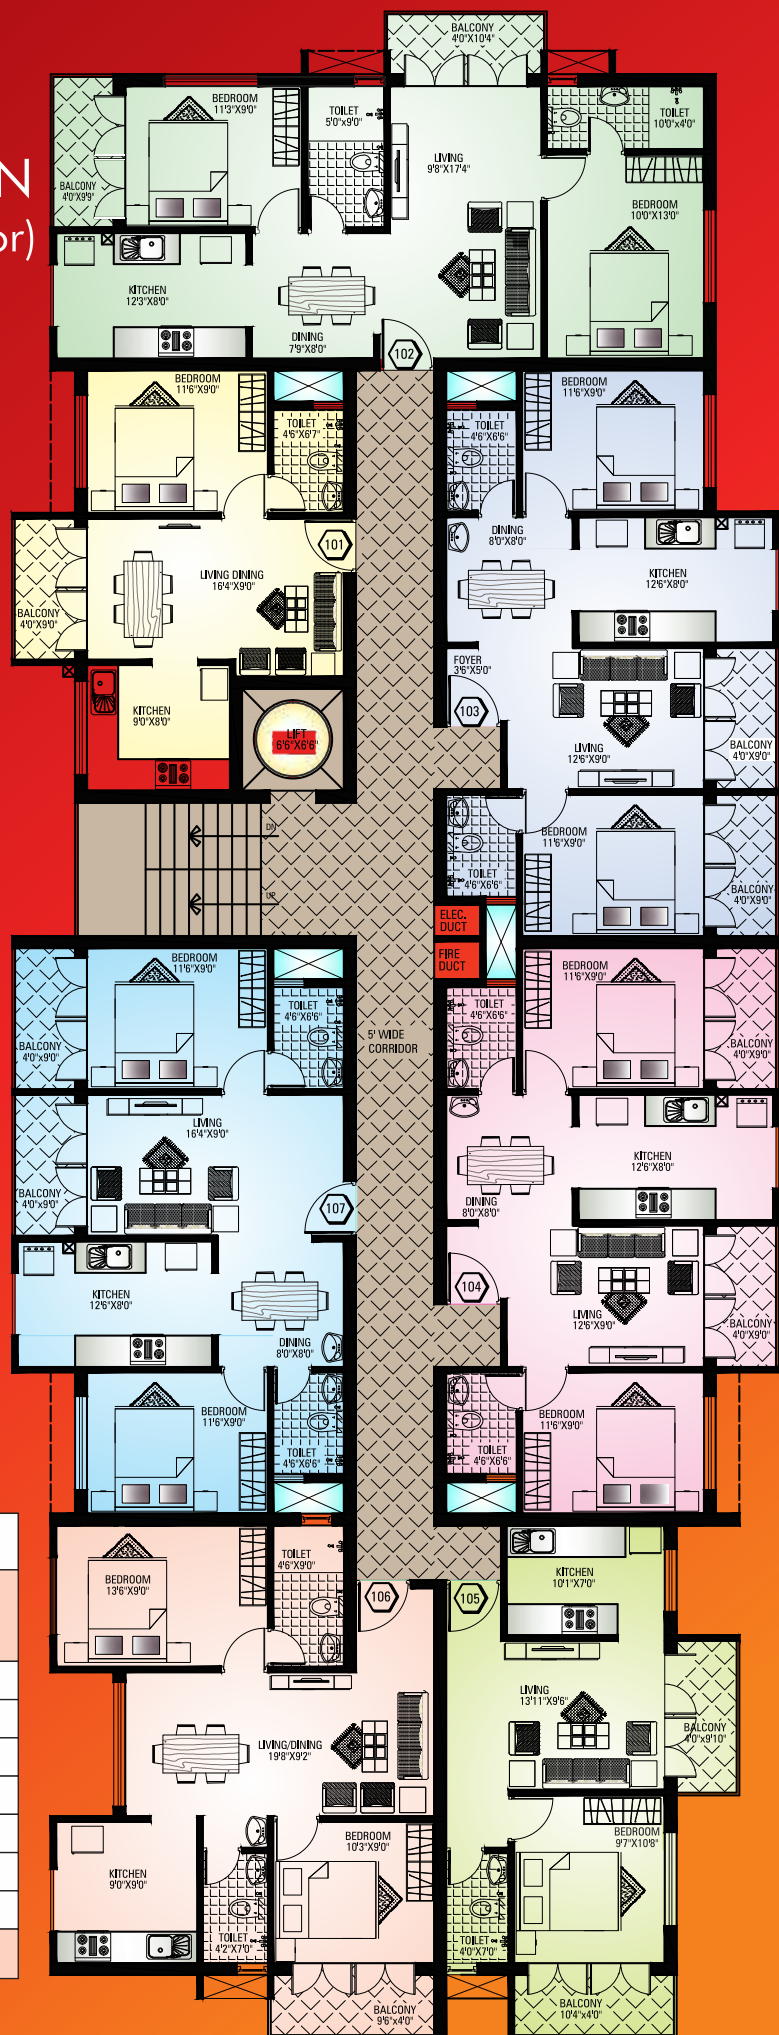 N
or)
BALCONY
4'0"X10'4"
BEDROOM
11'3"X9'0"
TOILET
5'0"x9'0"
LIVING
9'8"X17'4"
TOILET
10'0"x4'0"
BALCONY
4'0"X9'9"
BEDROOM
10'0"X13'0"
KITCHEN
12'3"X8'0"
DINING
7'9"X8'0"
102
BEDROOM
11'6"X9'0"
TOILET
4'6"X6'7"
101
LIVING DINING
16'4"X9'0"
BALCONY
4'0"X9'0"
KITCHEN
9'0"X8'0"
LIFT
6'6"X6'6"
DN
UP
BEDROOM
11'6"X9'0"
TOILET
4'6"X6'6"
DINING
8'0"X8'0"
KITCHEN
12'6"X8'0"
FOYER
3'6"X5'0"
103
LIVING
12'6"X9'0"
BALCONY
4'0"X9'0"
BEDROOM
11'6"X9'0"
TOILET
4'6"X6'6"
BALCONY
4'0"X9'0"
ELEC.
DUCT
FIRE
DUCT
5' WIDE
CORRIDOR
BEDROOM
11'6"X9'0"
TOILET
4'6"X6'6"
BALCONY
4'0"x9'0"
LIVING
16'4"X9'0"
BALCONY
4'0"x9'0"
107
KITCHEN
12'6"X8'0"
DINING
8'0"X8'0"
BEDROOM
11'6"X9'0"
TOILET
4'6"X6'6"
BEDROOM
11'6"X9'0"
TOILET
4'6"X6'6"
BALCONY
4'0"X9'0"
KITCHEN
12'6"X8'0"
DINING
8'0"X8'0"
104
LIVING
12'6"X9'0"
BALCONY
4'0"X9'0"
BEDROOM
11'6"X9'0"
TOILET
4'6"X6'6"
BEDROOM
13'6"X9'0"
TOILET
4'6"X9'0"
106
LIVING/DINING
19'8"X9'2"
KITCHEN
9'0"X9'0"
TOILET
4'2"X7'0"
BEDROOM
10'3"X9'0"
BALCONY
9'6"x4'0"
105
KITCHEN
10'1"X7'0"
LIVING
13'11"X9'6"
BALCONY
4'0"x9'10"
BEDROOM
9'7"X10'8"
TOILET
4'0"X7'0"
BALCONY
10'4"x4'0"